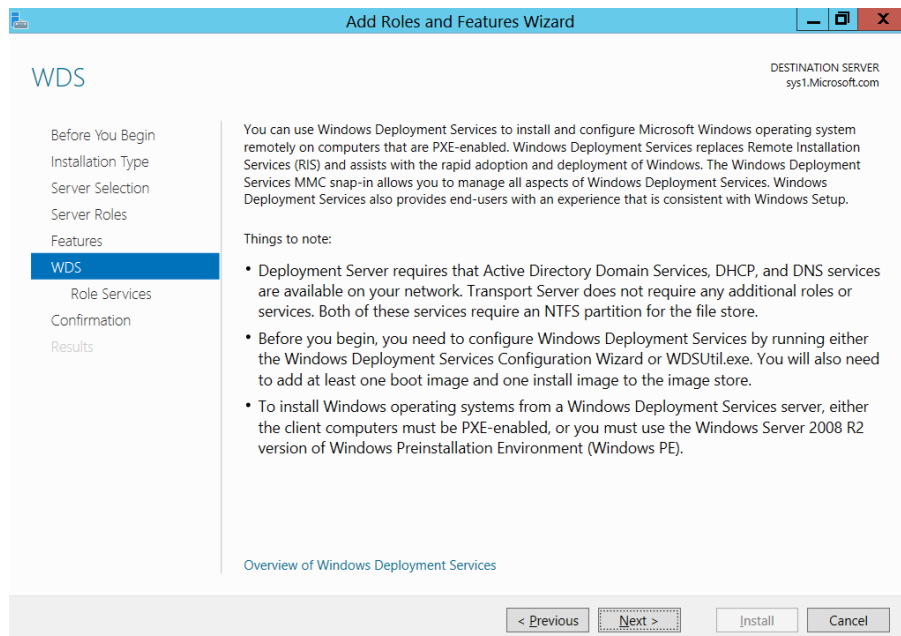 Add Roles and Features Wizard
WDS
DESTINATION SERVER
sys1.Microsoft.com
Before You Begin
Installation Type
Server Selection
Server Roles
Features
WDS
Role Services
Confirmation
Results
You can use Windows Deployment Services to install and configure Microsoft Windows operating system
remotely on computers that are PXE-enabled. Windows Deployment Services replaces Remote Installation
Services (RIS) and assists with the rapid adoption and deployment of Windows. The Windows Deployment
Services MMC snap-in allows you to manage all aspects of Windows Deployment Services. Windows
Deployment Services also provides end-users with an experience that is consistent with Windows Setup.
Things to note:
• Deployment Server requires that Active Directory Domain Services, DHCP, and DNS services
are available on your network. Transport Server does not require any additional roles or
services. Both of these services require an NTFS partition for the file store.
• Before you begin, you need to configure Windows Deployment Services by running either
the Windows Deployment Services Configuration Wizard or WDSUtil.exe. You will also need
to add at least one boot image and one install image to the image store.
• To install Windows operating systems from a Windows Deployment Services server, either
the client computers must be PXE-enabled, or you must use the Windows Server 2008 R2
version of Windows Preinstallation Environment (Windows PE).
Overview of Windows Deployment Services
< Previous
Next >
Install
Cancel